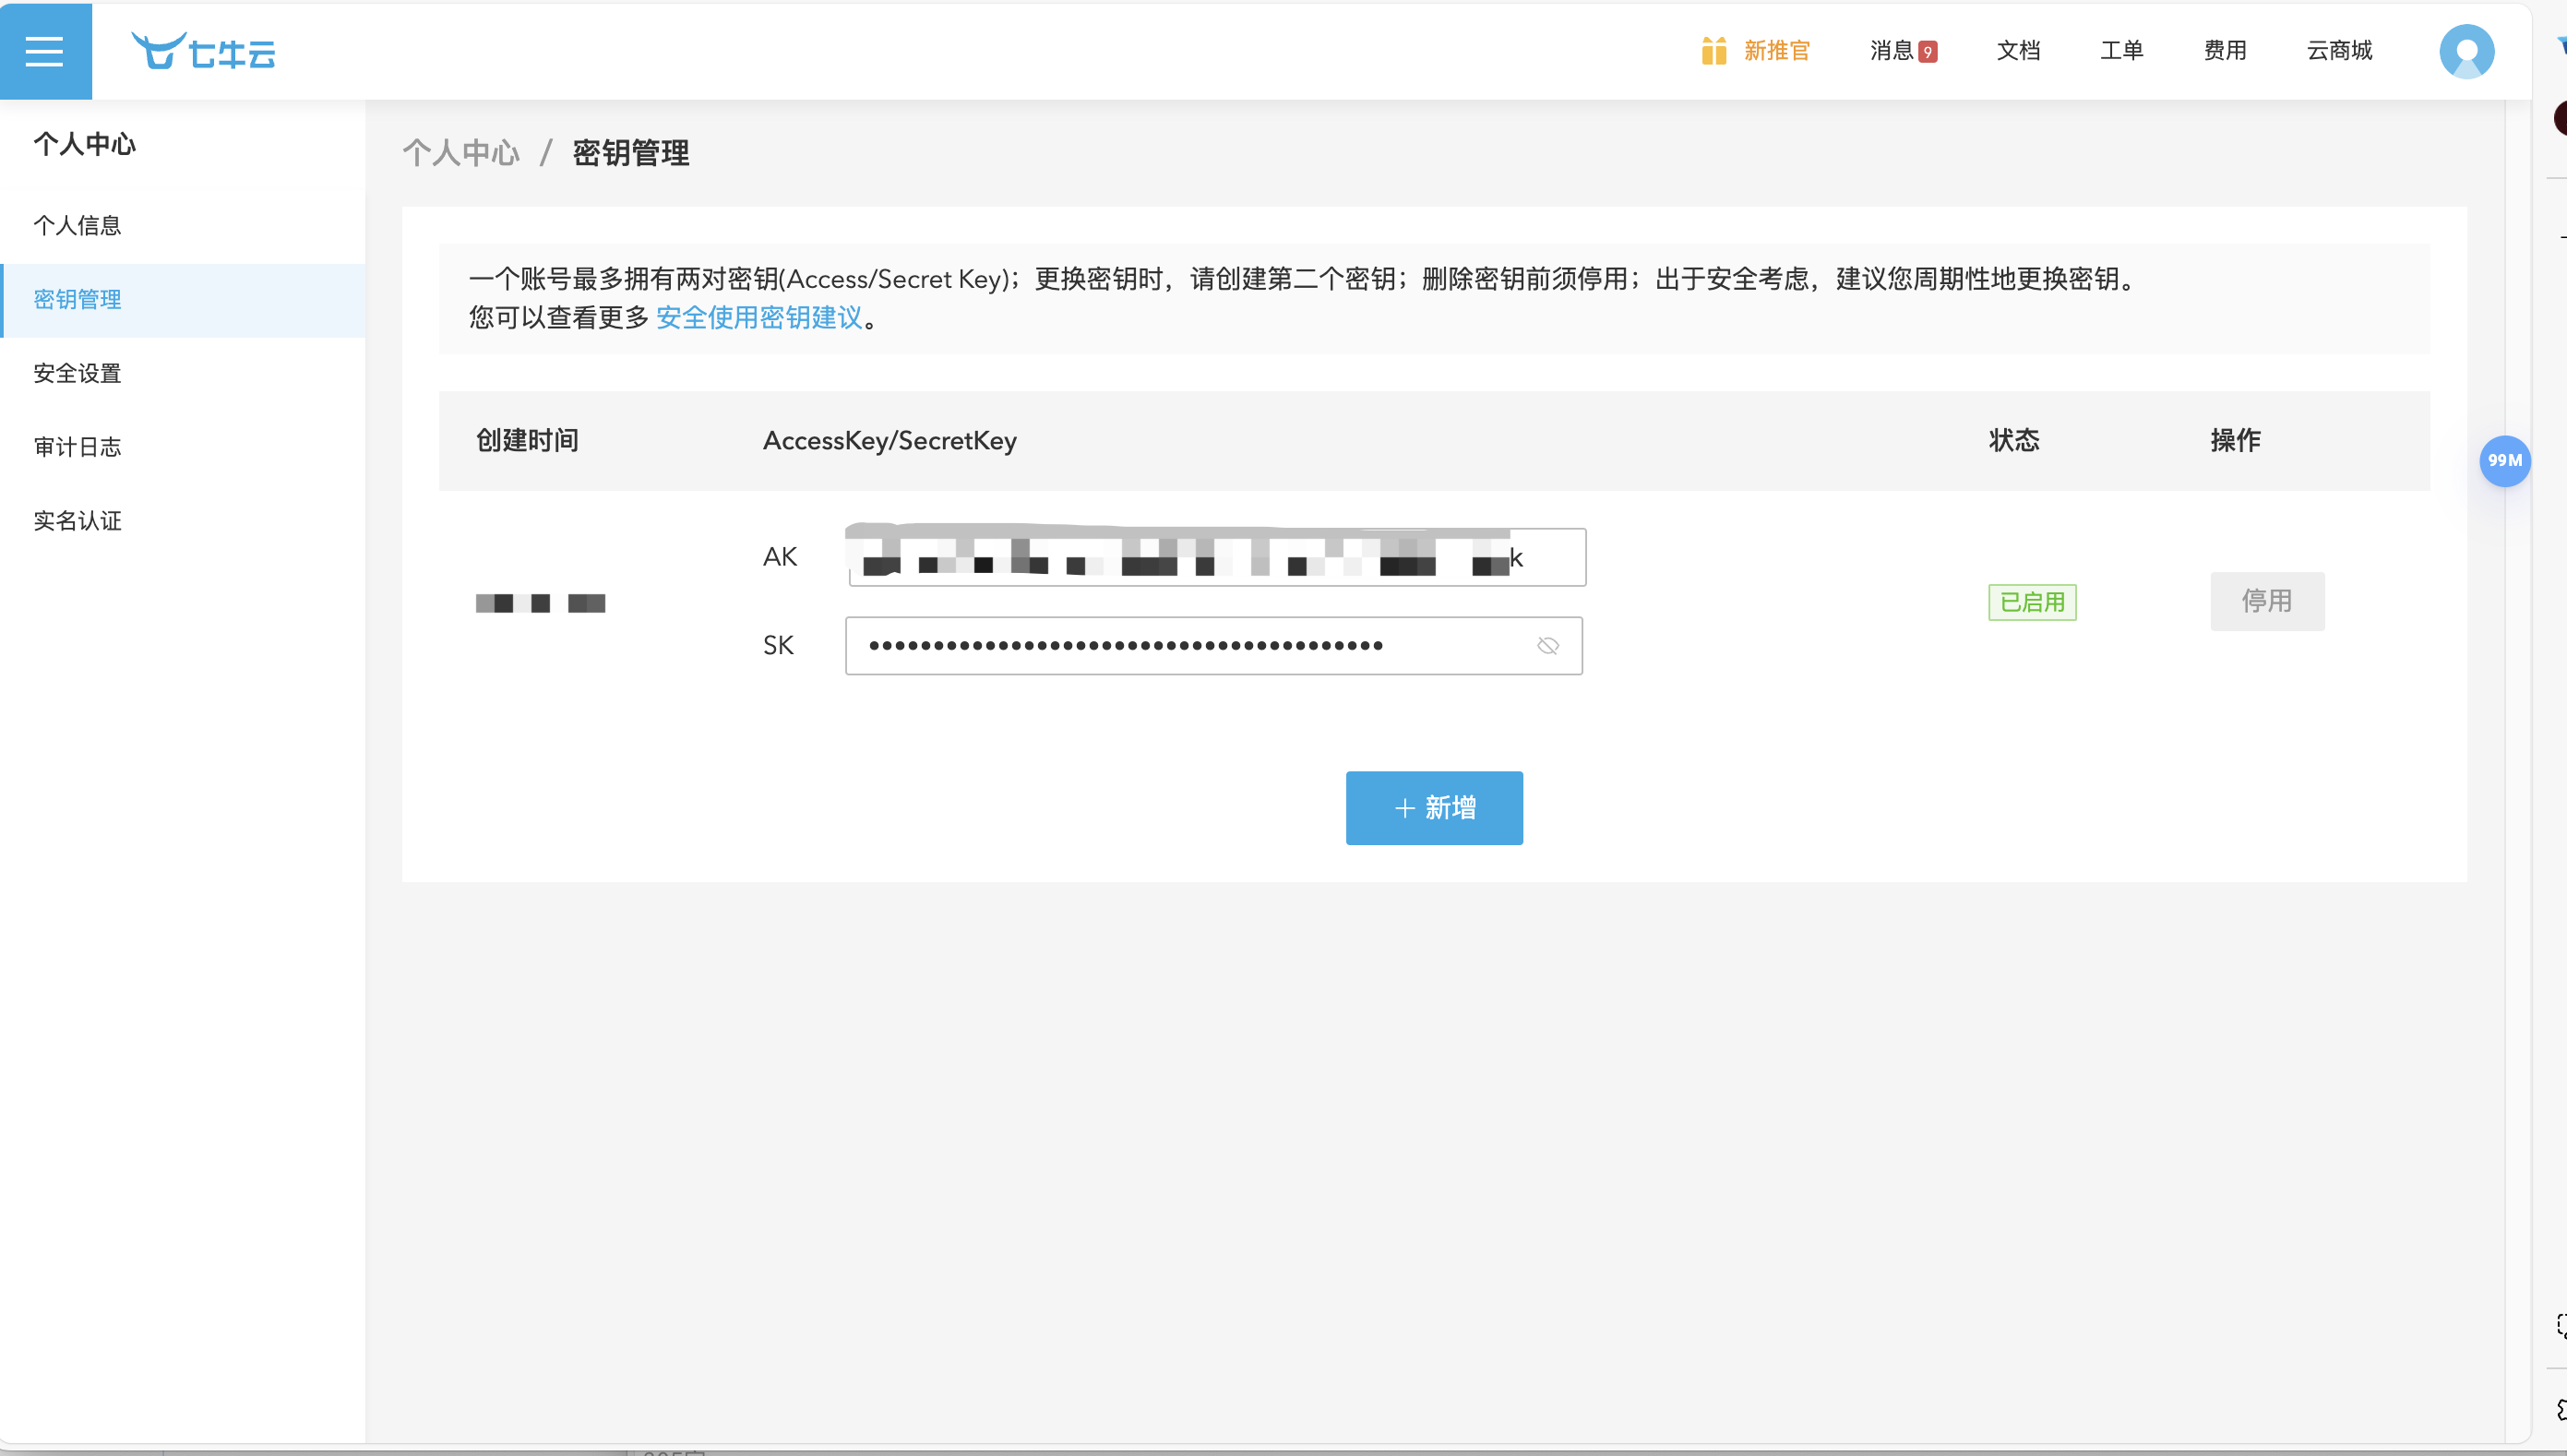 七牛云
新推官
消息 9
文档
工单
费用
云商城
个人中心
个人信息
密钥管理
安全设置
审计日志
实名认证
个人中心 / 密钥管理
一个账号最多拥有两对密钥(Access/Secret Key)；更换密钥时，请创建第二个密钥；删除密钥前须停用；出于安全考虑，建议您周期性地更换密钥。
您可以查看更多 安全使用密钥建议。
创建时间
AccessKey/SecretKey
状态
操作
AK
k
SK
已启用
停用
+ 新增
99M